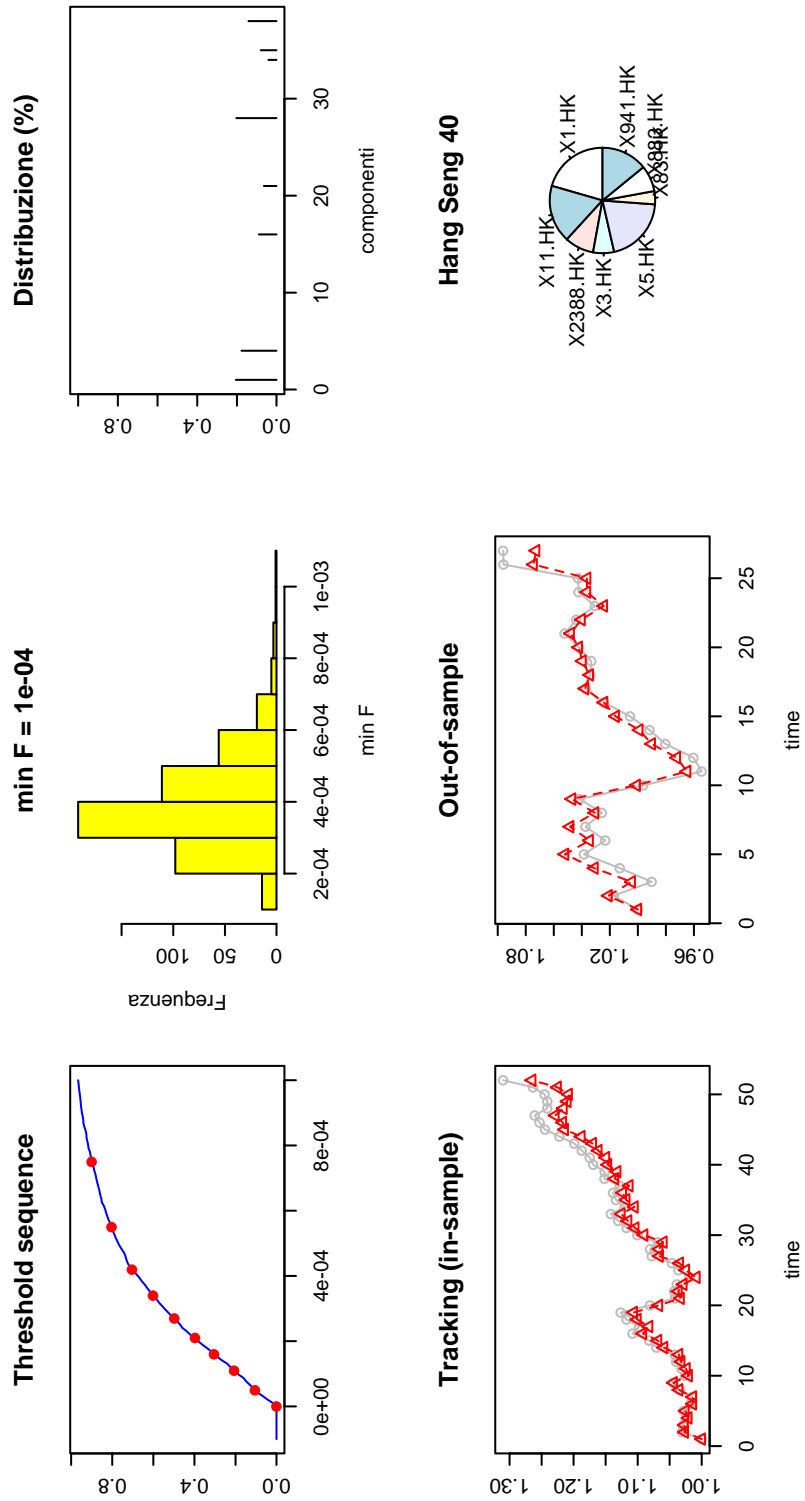 Threshold sequence
0.8
0.4
0.0
0e+00 4e-04 8e-04
min F = 1e-04
Frequenza
100
50
0
2e-04 4e-04 6e-04 8e-04 1e-03
min F
Distribuzione (%)
0.8
0.4
0.0
0 10 20 30
componenti
Tracking (in-sample)
1.30
1.20
1.10
1.00
0 10 20 30 40 50
time
Out-of-sample
1.08
1.02
0.96
0 5 10 15 20 25
time
Hang Seng 40
X1.HK
X11.HK
X2388.HK
X3.HK
X5.HK
X83.HK
X941.HK